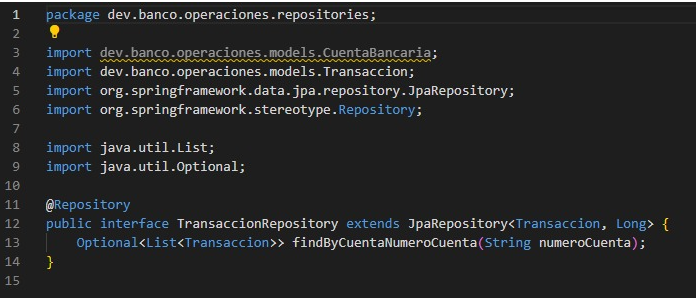 1 package dev.banco.operaciones.repositories;
2
3 import dev.banco.operaciones.models.CuentaBancaria;
4 import dev.banco.operaciones.models.Transaccion;
5 import org.springframework.data.jpa.repository.JpaRepository;
6 import org.springframework.stereotype.Repository;
7
8 import java.util.List;
9 import java.util.Optional;
10
11 @Repository
12 public interface TransaccionRepository extends JpaRepository<Transaccion, Long> {
13     Optional<List<Transaccion>> findByCuentaNumeroCuenta(String numeroCuenta);
14 }
15